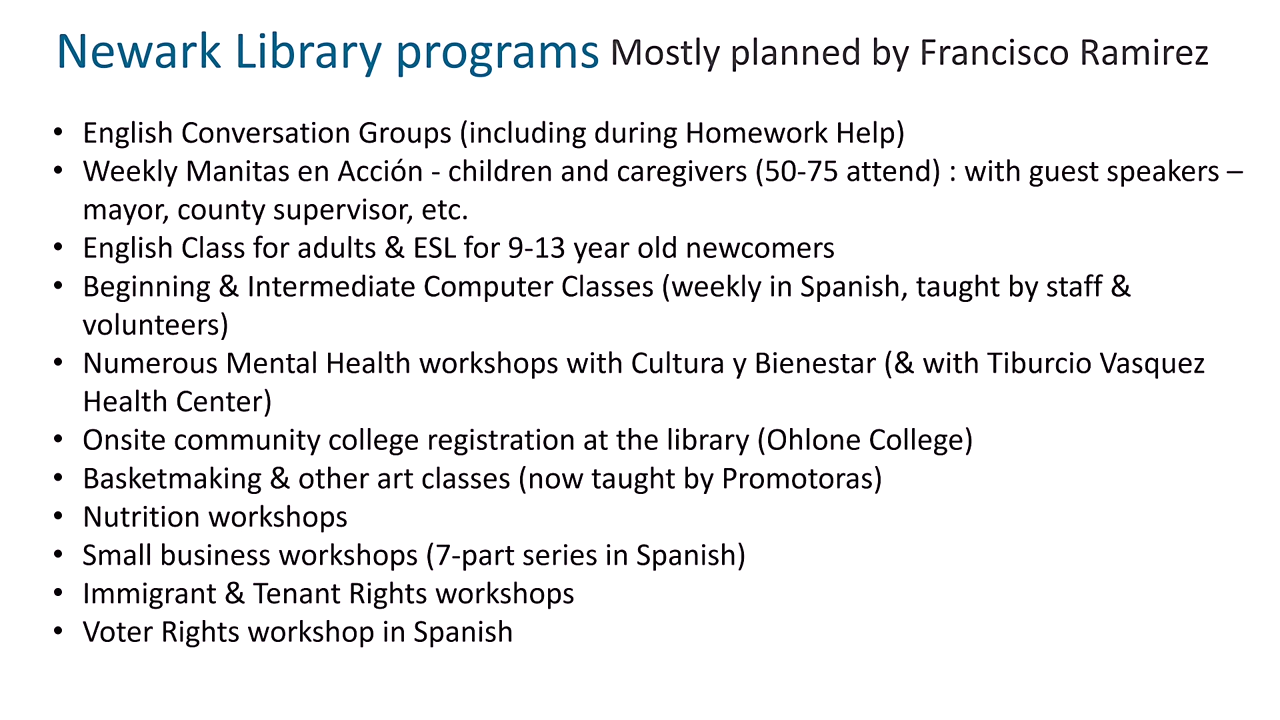 Newark Library programs Mostly planned by Francisco Ramirez
• English Conversation Groups (including during Homework Help)
• Weekly Manitas en Acción - children and caregivers (50-75 attend) : with guest speakers –
mayor, county supervisor, etc.
• English Class for adults & ESL for 9-13 year old newcomers
• Beginning & Intermediate Computer Classes (weekly in Spanish, taught by staff &
volunteers)
• Numerous Mental Health workshops with Cultura y Bienestar (& with Tiburcio Vasquez
Health Center)
• Onsite community college registration at the library (Ohlone College)
• Basketmaking & other art classes (now taught by Promotoras)
• Nutrition workshops
• Small business workshops (7-part series in Spanish)
• Immigrant & Tenant Rights workshops
• Voter Rights workshop in Spanish